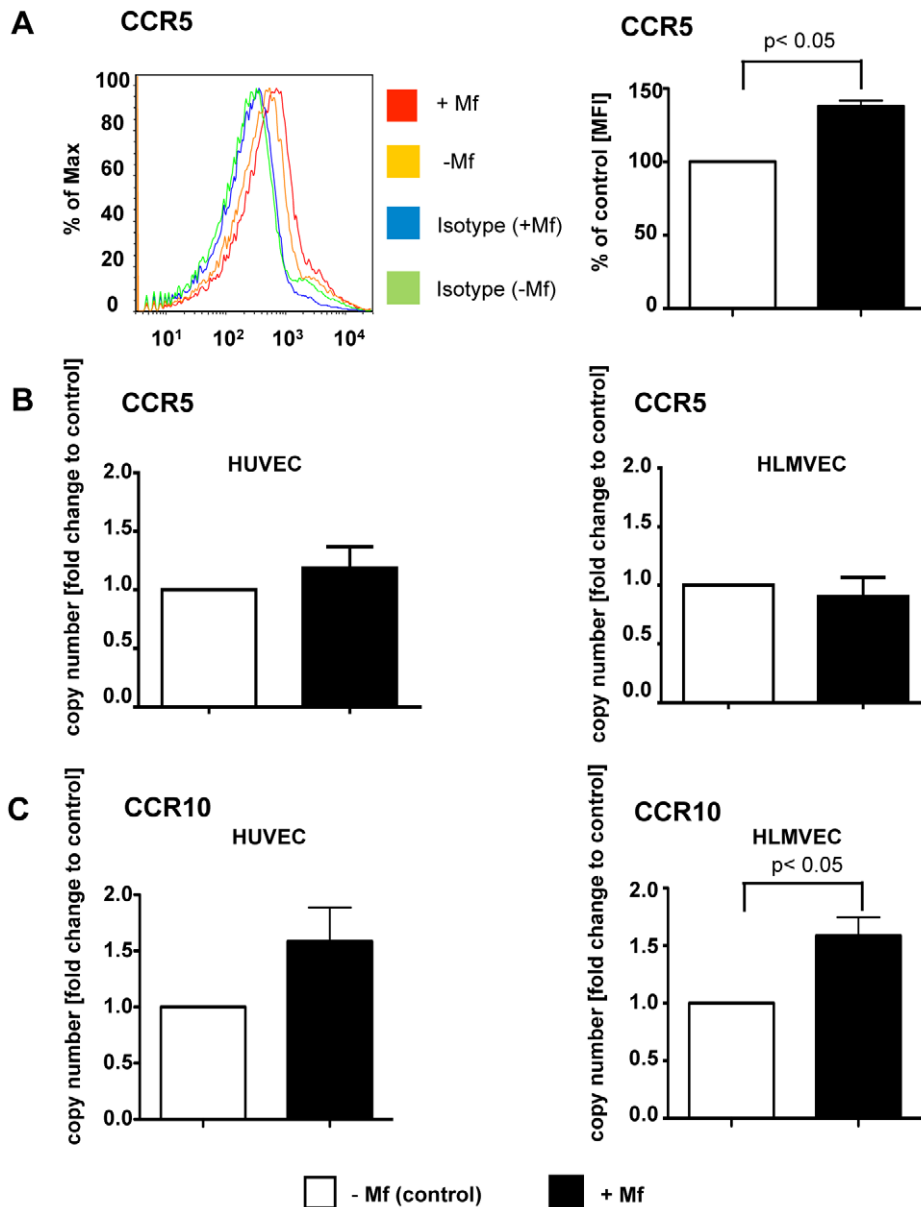 A
CCR5
% of Max
100
80
60
40
20
0
10¹
10²
10³
10⁴
+ Mf
-Mf
Isotype (+Mf)
Isotype (-Mf)
CCR5
p< 0.05
% of control [MFI]
150
100
50
0
B
CCR5
HUVEC
copy number [fold change to control]
2.0
1.5
1.0
0.5
0.0
CCR5
HLMVEC
copy number [fold change to control]
2.0
1.5
1.0
0.5
0.0
C
CCR10
HUVEC
copy number [fold change to control]
2.0
1.5
1.0
0.5
0.0
CCR10
HLMVEC
p< 0.05
copy number [fold change to control]
2.0
1.5
1.0
0.5
0.0
- Mf (control)
+ Mf